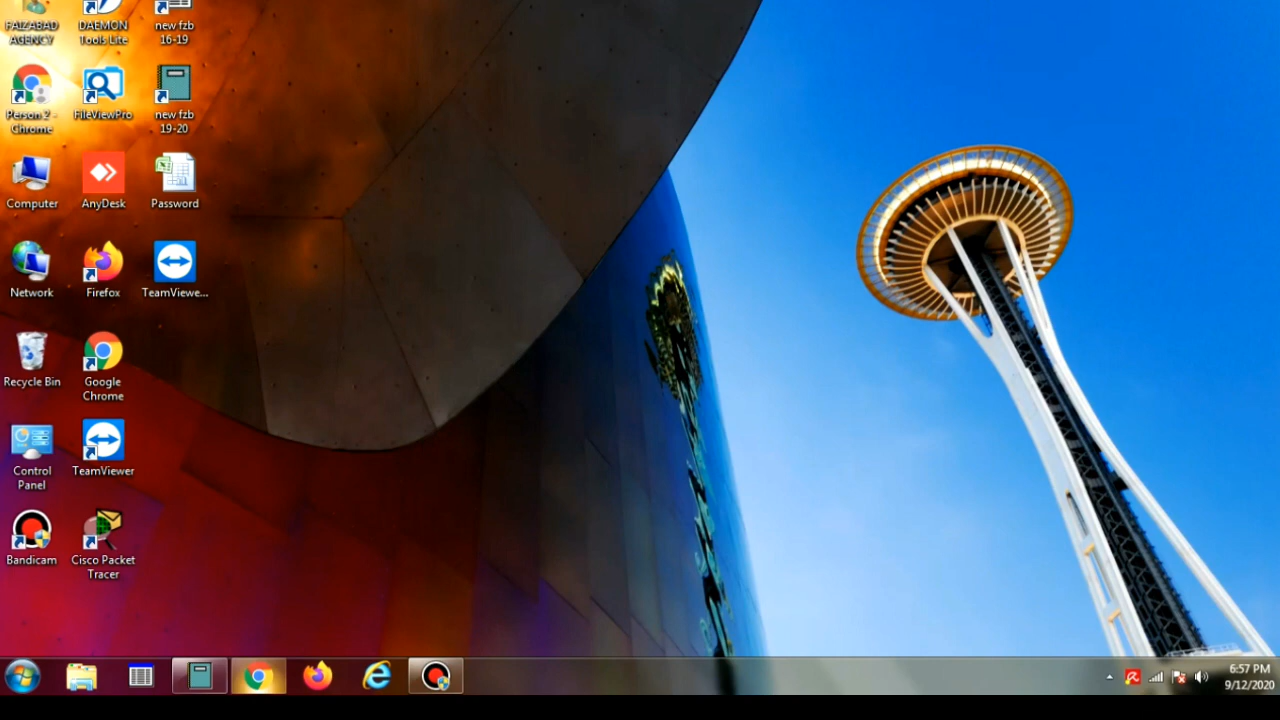 FAIZABAD
AGENCY
DAEMON
Tools Lite
new fzb
16-19
Person 2 -
Chrome
FileViewPro
new fzb
19-20
Computer
AnyDesk
Password
Network
Firefox
TeamViewe...
Recycle Bin
Google
Chrome
Control
Panel
TeamViewer
Bandicam
Cisco Packet
Tracer
6:57 PM
9/12/2020